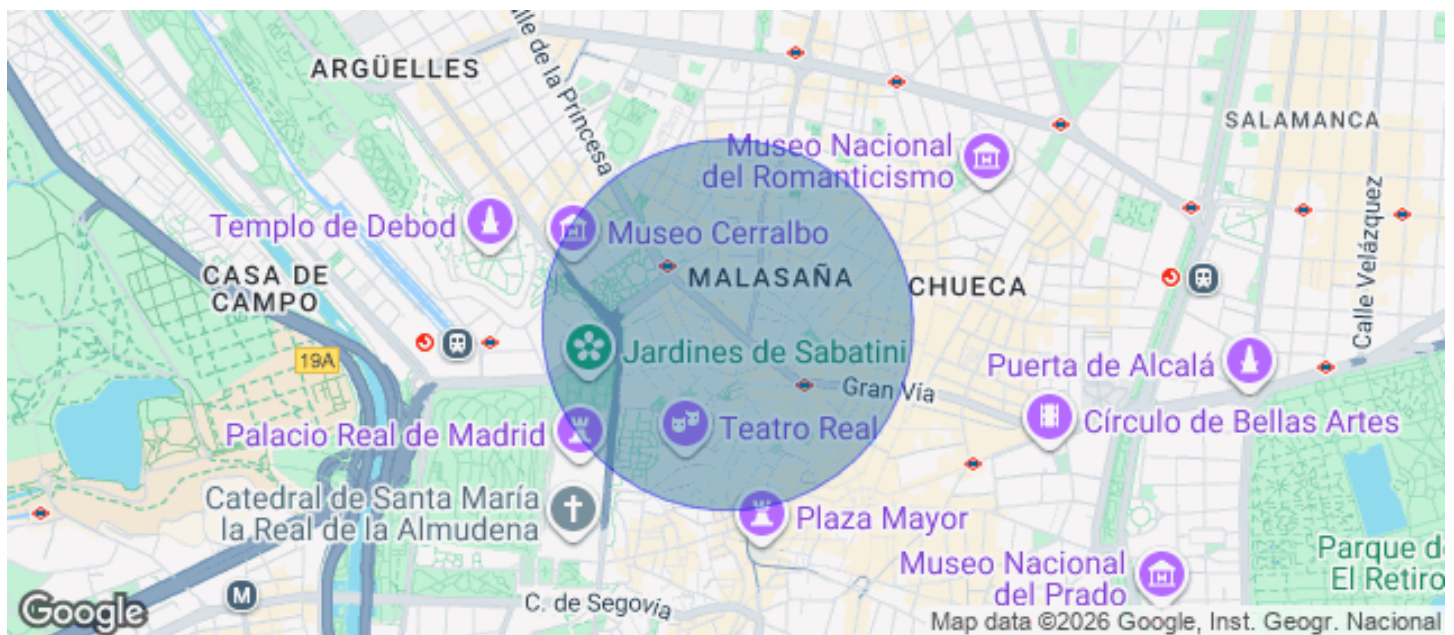 lle de la Princesa
ARGÜELLES
SALAMANCA
Museo Nacional
del Romanticismo
Calle Velázquez
Templo de Debod
Museo Cerralbo
CASA DE
CAMPO
MALASAÑA
CHUECA
19A
Jardines de Sabatini
Puerta de Alcalá
Gran Vía
Palacio Real de Madrid
Teatro Real
Círculo de Bellas Artes
Catedral de Santa María
la Real de la Almudena
Plaza Mayor
Museo Nacional
del Prado
Parque d
El Retiro
M
C. de Segovia
Google
Map data ©2026 Google, Inst. Geogr. Nacional